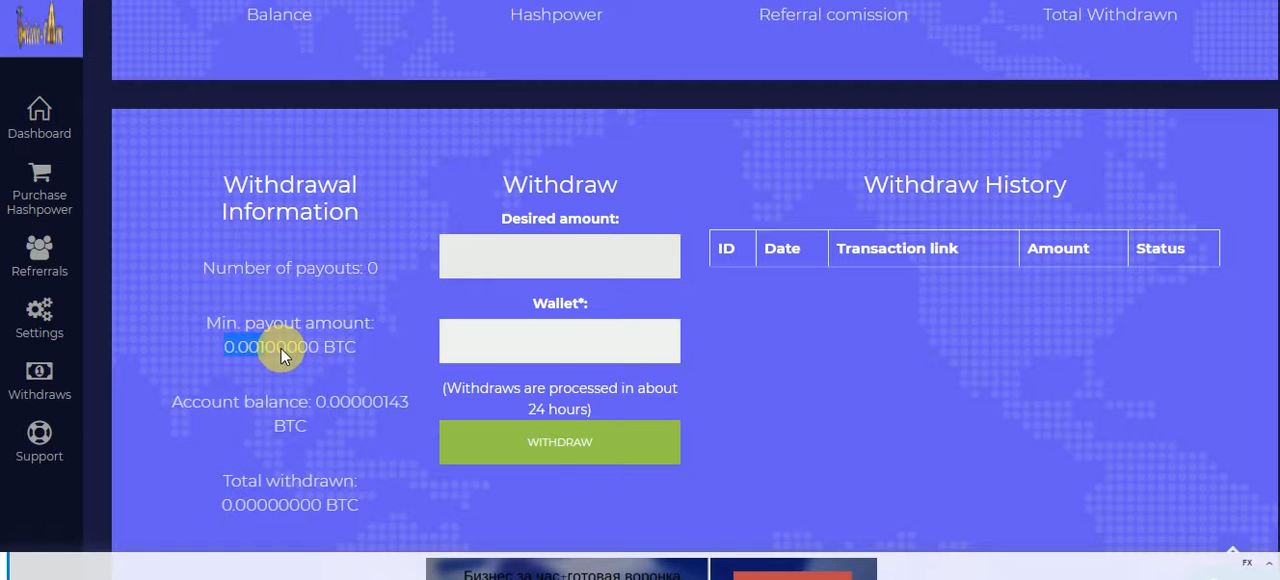 Balance
Hashpower
Referral comission
Total Withdrawn
Dashboard
Purchase
Hashpower
Refrerrals
Settings
Withdraws
Support
Withdrawal
Information
Number of payouts: 0
Min. payout amount:
0.00100000 BTC
Account balance: 0.00000143
BTC
Total withdrawn:
0.00000000 BTC
Withdraw
Desired amount:
Wallet*:
(Withdraws are processed in about
24 hours)
WITHDRAW
Withdraw History
ID Date Transaction link Amount Status
Бизнес за час-готовая воронка
FX